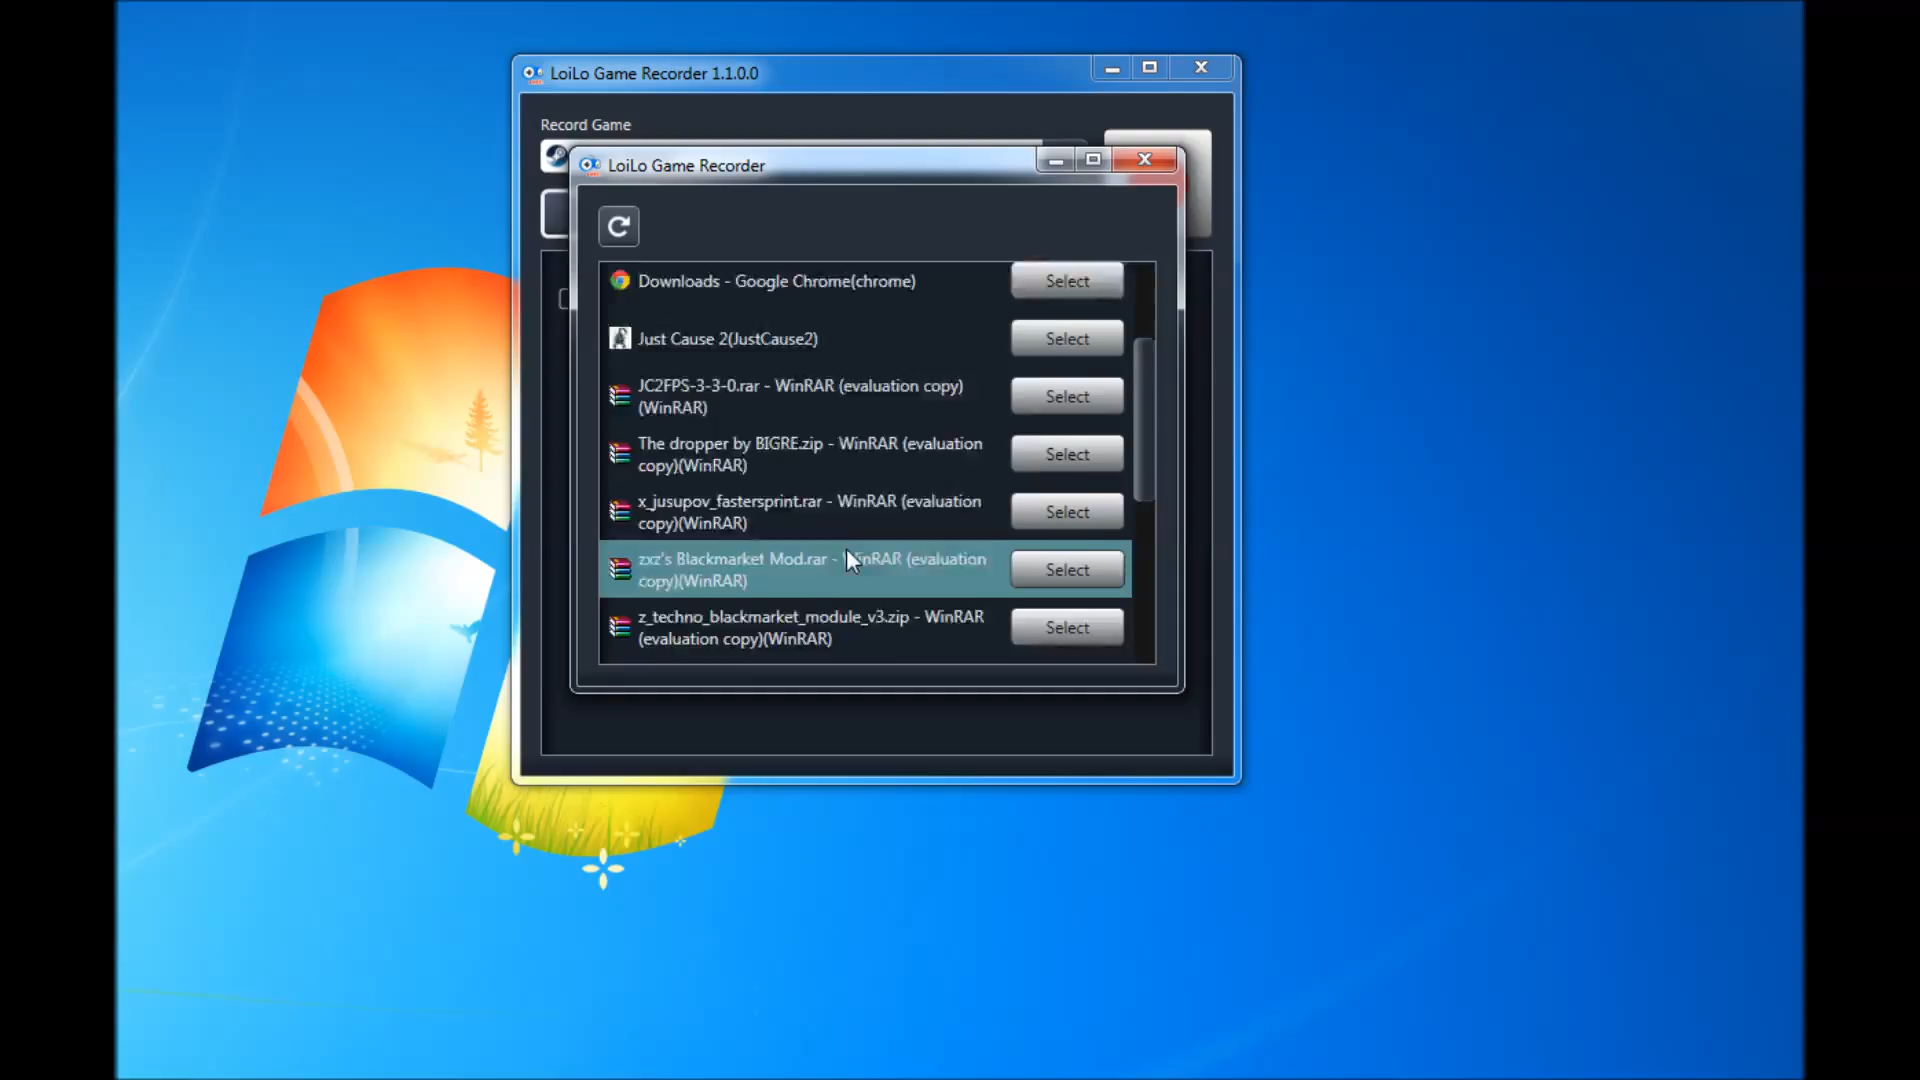 LoiLo Game Recorder 1.1.0.0
Record Game
LoiLo Game Recorder
Downloads - Google Chrome(chrome)
Select
Just Cause 2(JustCause2)
Select
JC2FPS-3-3-0.rar - WinRAR (evaluation copy)
(WinRAR)
Select
The dropper by BIGRE.zip - WinRAR (evaluation
copy)(WinRAR)
Select
x_jusupov_fastersprint.rar - WinRAR (evaluation
copy)(WinRAR)
Select
zxz's Blackmarket Mod.rar - WinRAR (evaluation
copy)(WinRAR)
Select
z_techno_blackmarket_module_v3.zip - WinRAR
(evaluation copy)(WinRAR)
Select